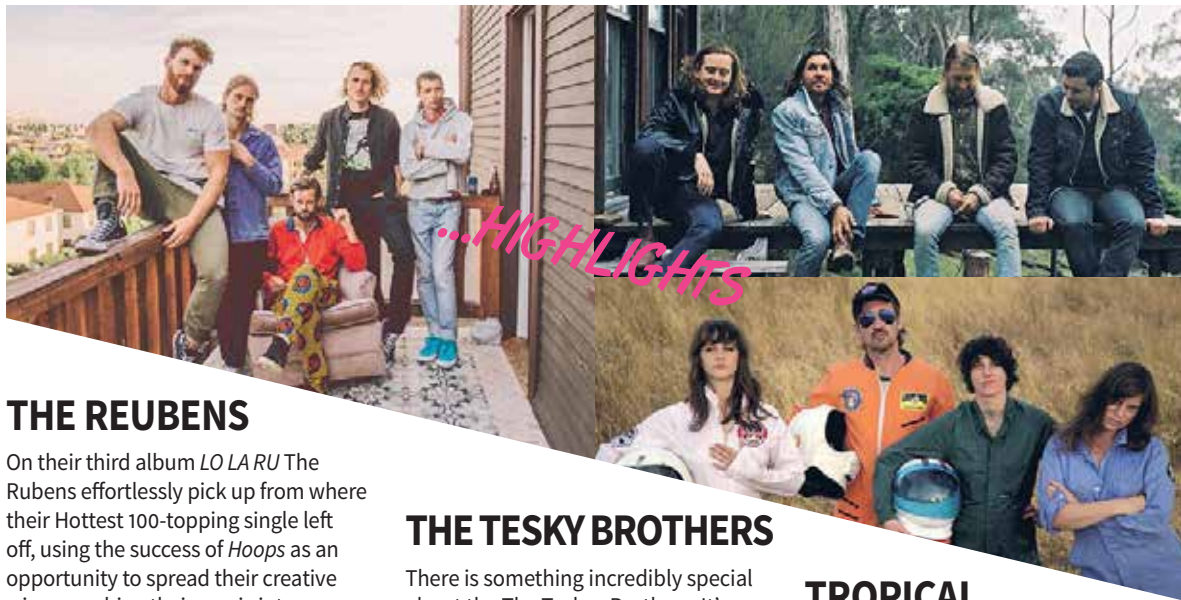 ...HIGHLIGHTS
THE REUBENS
On their third album LO LA RU The
Rubens effortlessly pick up from where
their Hottest 100-topping single left
off, using the success of Hoops as an
opportunity to spread their creative
THE TESKY BROTHERS
There is something incredibly special
TROPICAL